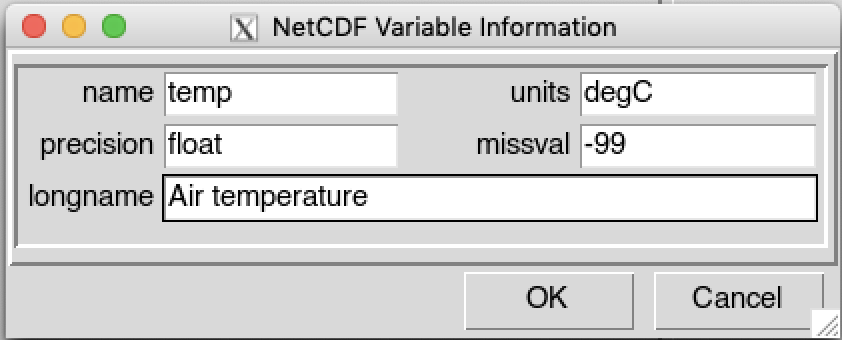 NetCDF Variable Information
name temp units degC
precision float missval -99
longname Air temperature
OK Cancel